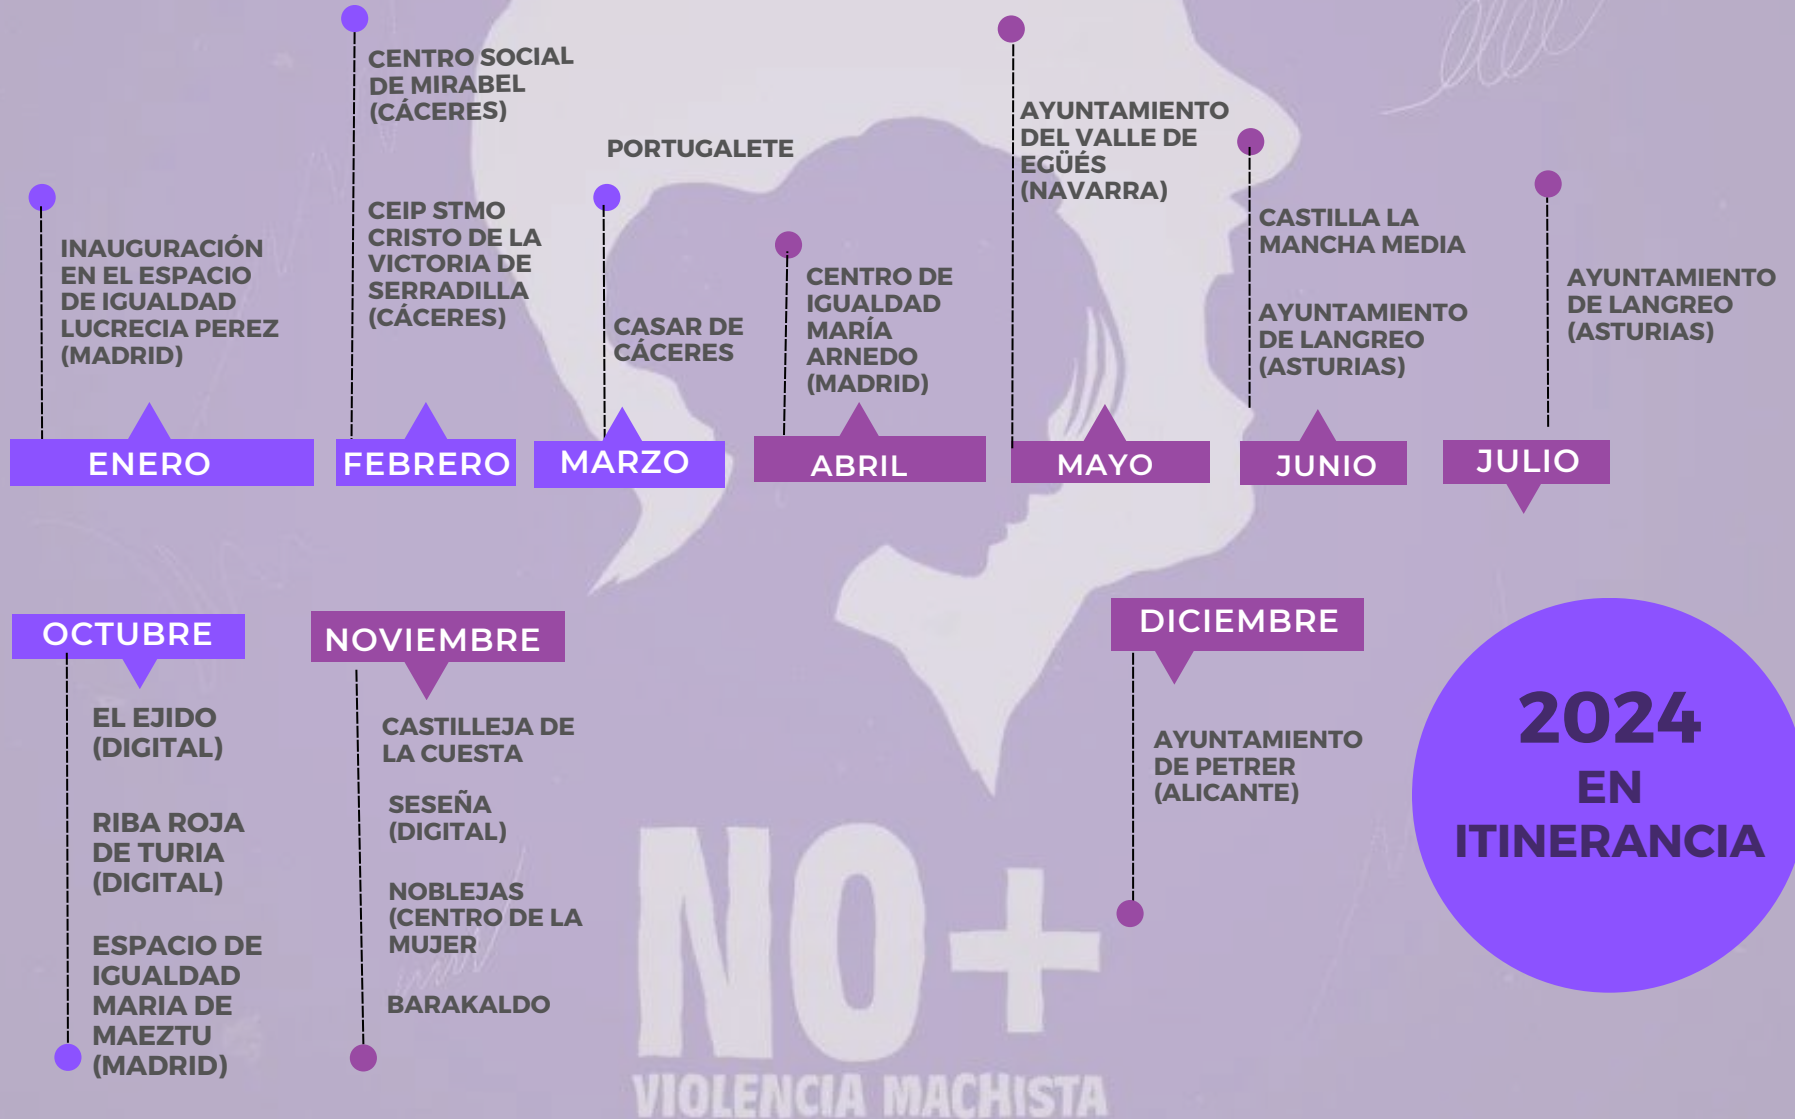 CENTRO SOCIAL
DE MIRABEL
(CÁCERES)
CEIP STMO
CRISTO DE LA
VICTORIA DE
SERRADILLA
(CÁCERES)
INAUGURACIÓN
EN EL ESPACIO
DE IGUALDAD
LUCRECIA PEREZ
(MADRID)
PORTUGALETE
CASAR DE
CÁCERES
CENTRO DE
IGUALDAD
MARÍA
ARNEDO
(MADRID)
AYUNTAMIENTO
DEL VALLE DE
EGÜÉS
(NAVARRA)
CASTILLA LA
MANCHA MEDIA
AYUNTAMIENTO
DE LANGREO
(ASTURIAS)
AYUNTAMIENTO
DE LANGREO
(ASTURIAS)
ENERO
FEBRERO
MARZO
ABRIL
MAYO
JUNIO
JULIO
OCTUBRE
EL EJIDO
(DIGITAL)
RIBA ROJA
DE TURIA
(DIGITAL)
ESPACIO DE
IGUALDAD
MARIA DE
MAEZTU
(MADRID)
NOVIEMBRE
CASTILLEJA DE
LA CUESTA
SESEÑA
(DIGITAL)
NOBLEJAS
(CENTRO DE LA
MUJER
BARAKALDO
DICIEMBRE
AYUNTAMIENTO
DE PETRER
(ALICANTE)
2024
EN
ITINERANCIA
NO+
VIOLENCIA MACHISTA